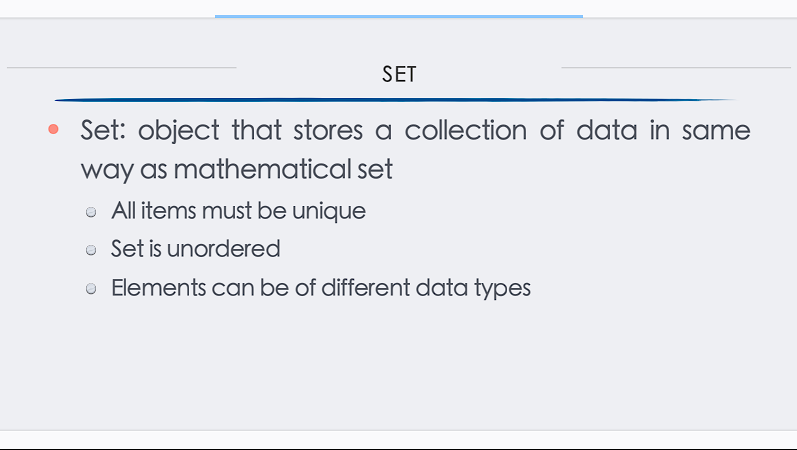 SET
Set: object that stores a collection of data in same
way as mathematical set
All items must be unique
Set is unordered
Elements can be of different data types